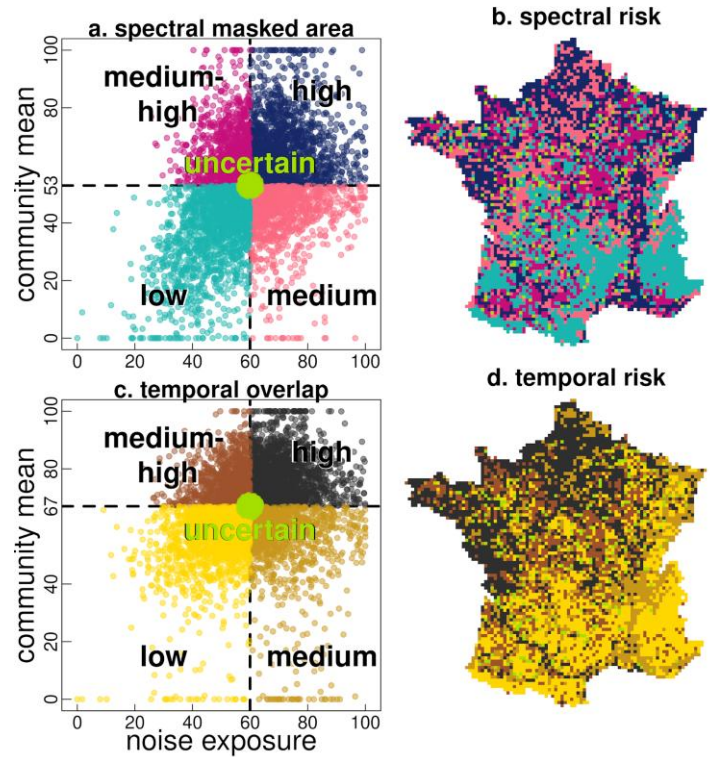 a. spectral masked area
b. spectral risk
community mean
100
80
53
40
20
0
medium-
high
high
uncertain
low
medium
0 20 40 60 80 100
c. temporal overlap
d. temporal risk
community mean
100
80
67
40
20
0
medium-
high
high
uncertain
low
medium
0 20 40 60 80 100
noise exposure